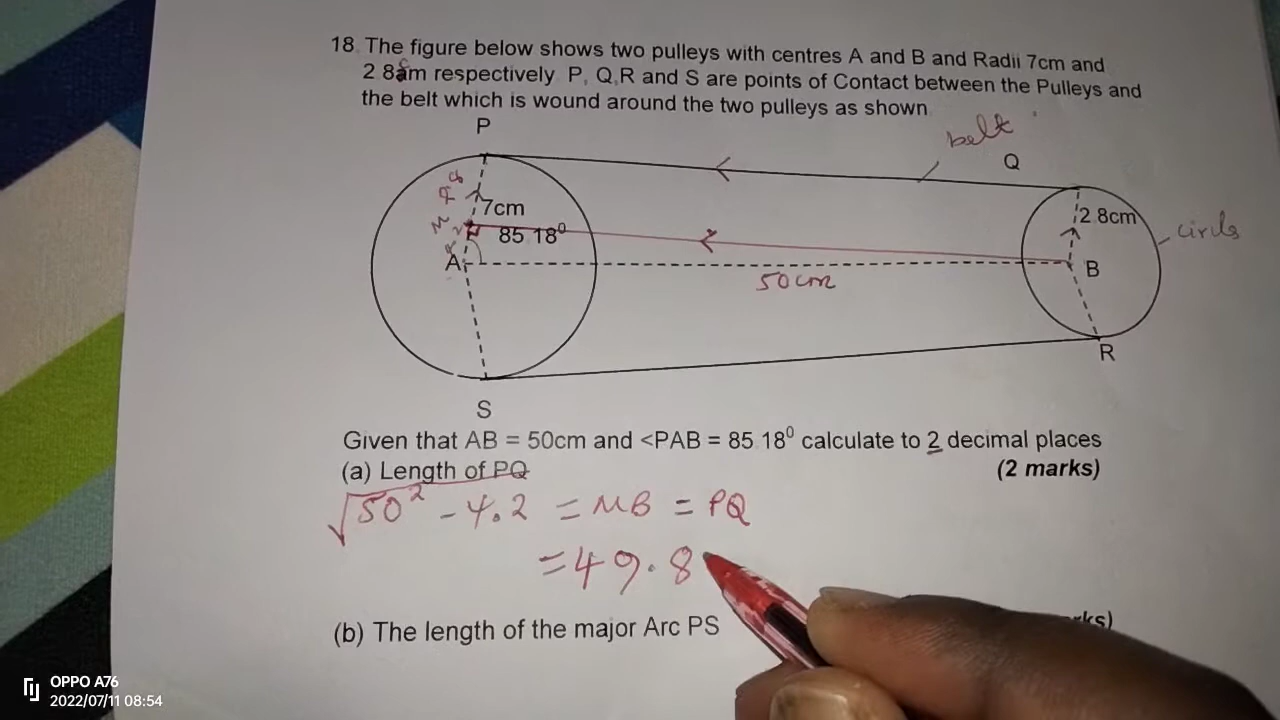 18 The figure below shows two pulleys with centres A and B and Radii 7cm and
2 8cm respectively P, Q,R and S are points of Contact between the Pulleys and
the belt which is wound around the two pulleys as shown
P
belt
Q
4
7cm
2 8cm
M
85 18⁰
circle
A
50cm
B
R
S
Given that AB = 50cm and <PAB = 85 18⁰ calculate to 2 decimal places
(a) Length of PQ (2 marks)
√50² - 4.2 = MB = PQ
= 49.8
(b) The length of the major Arc PS ks)
OPPO A76
2022/07/11 08:54